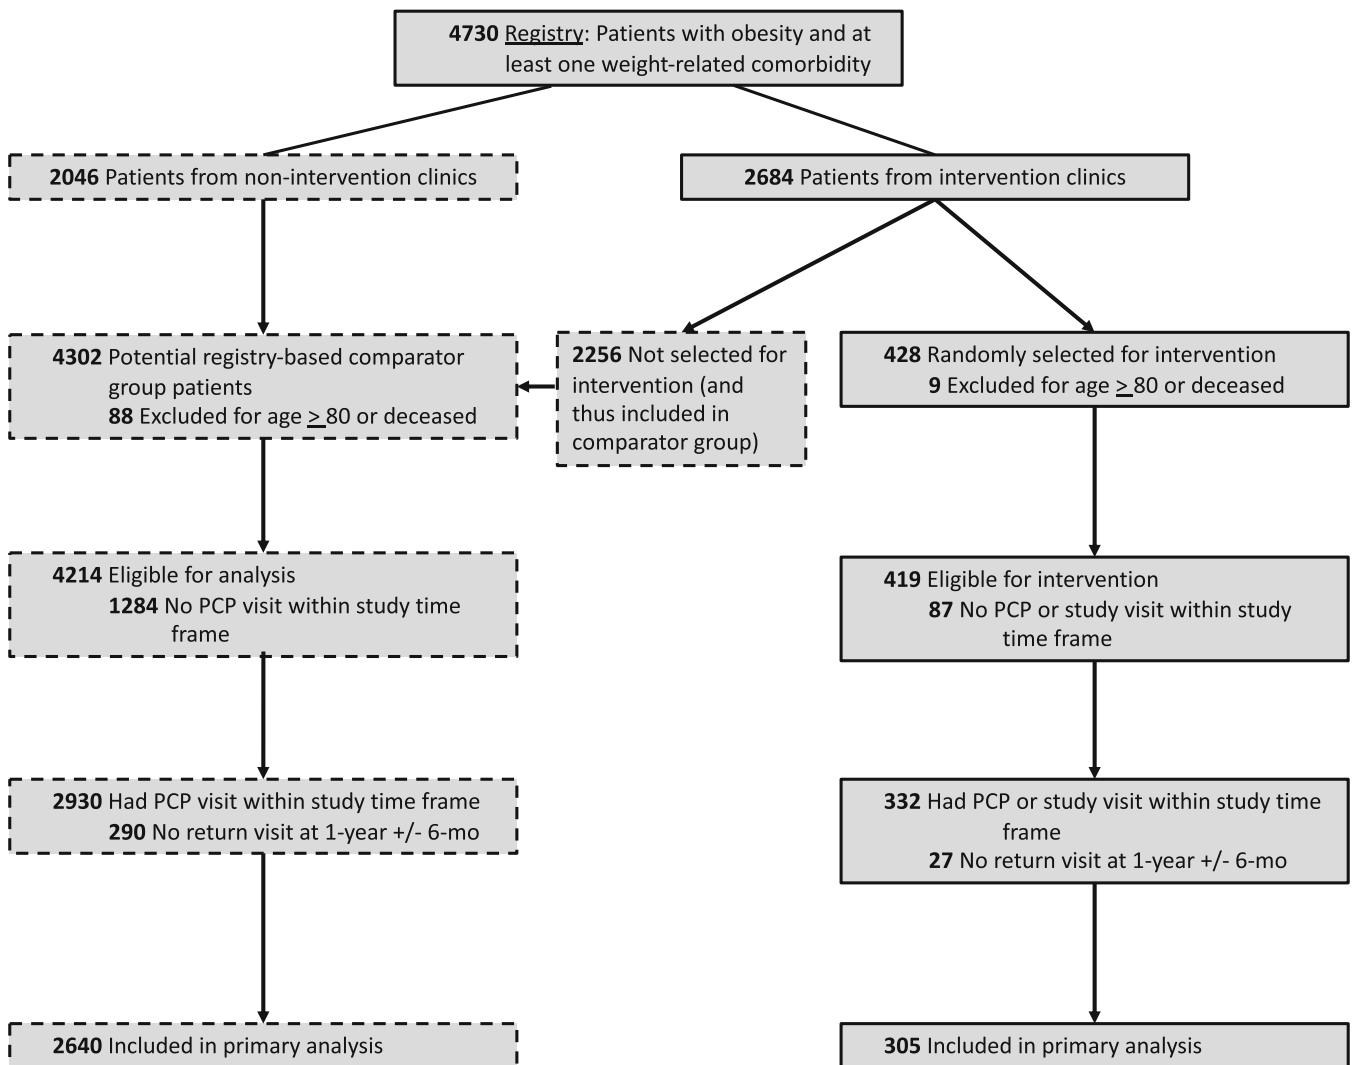 4730 Registry: Patients with obesity and at
least one weight-related comorbidity
2046 Patients from non-intervention clinics
2684 Patients from intervention clinics
4302 Potential registry-based comparator
group patients
88 Excluded for age ≥ 80 or deceased
2256 Not selected for
intervention (and
thus included in
comparator group)
428 Randomly selected for intervention
9 Excluded for age ≥ 80 or deceased
4214 Eligible for analysis
1284 No PCP visit within study time
frame
419 Eligible for intervention
87 No PCP or study visit within study
time frame
2930 Had PCP visit within study time frame
290 No return visit at 1-year +/- 6-mo
332 Had PCP or study visit within study time
frame
27 No return visit at 1-year +/- 6-mo
2640 Included in primary analysis
305 Included in primary analysis